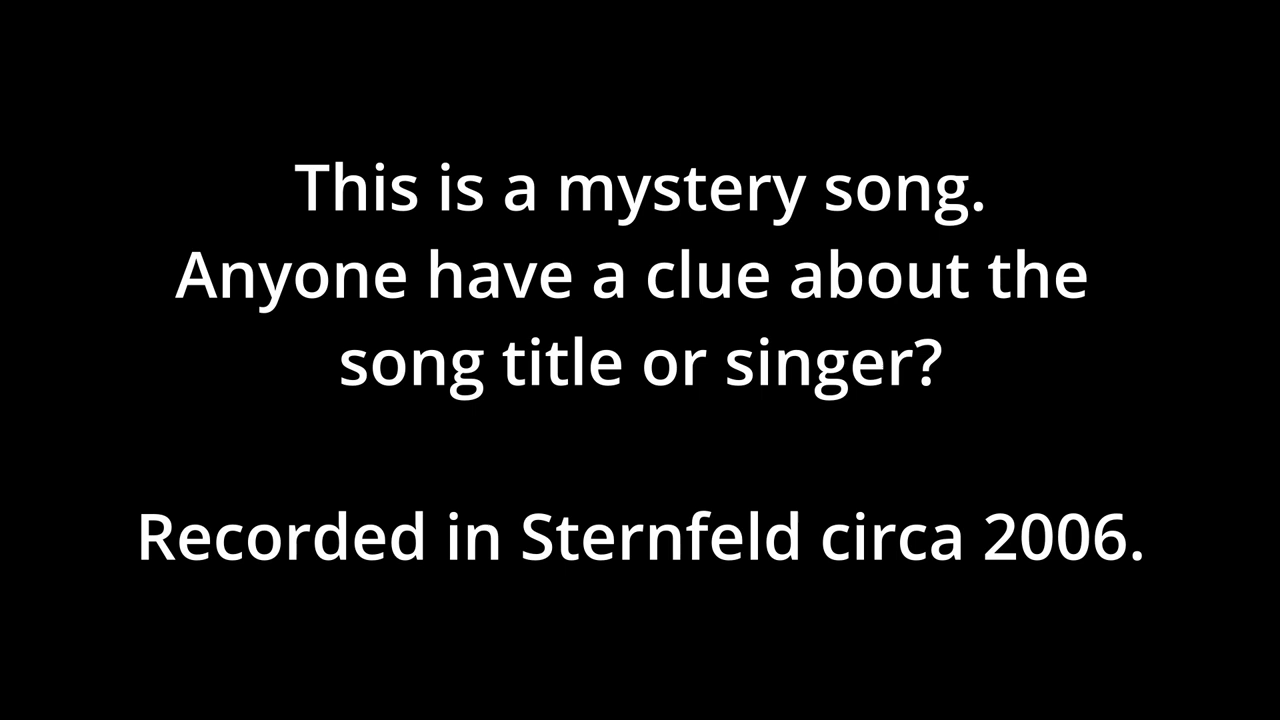 This is a mystery song.
Anyone have a clue about the
song title or singer?
Recorded in Sternfeld circa 2006.